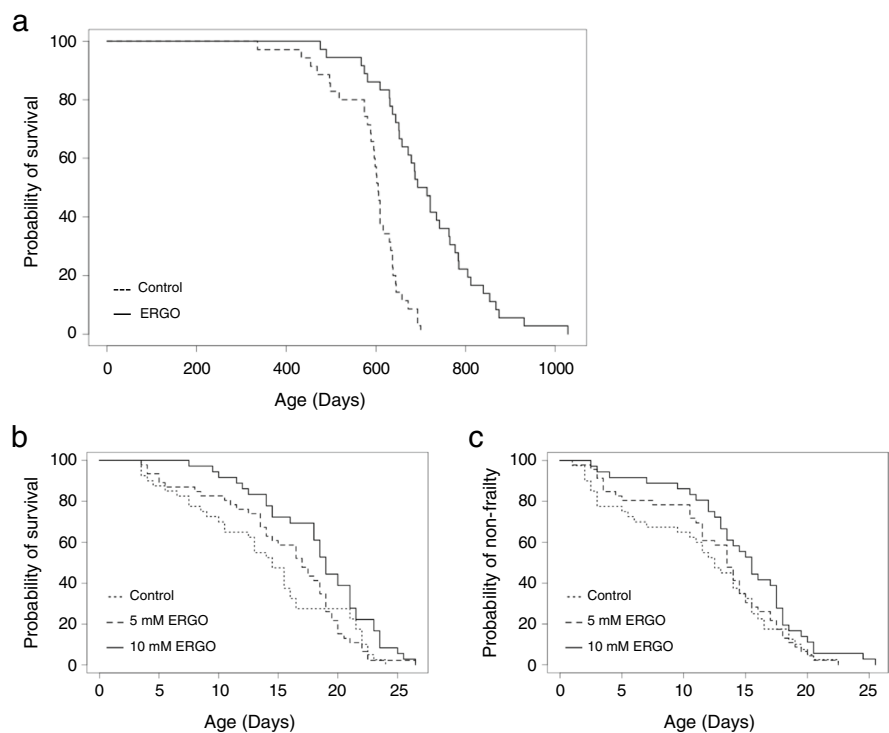 a
Probability of survival
100
80
60
40
20
0
Control
ERGO
0 200 400 600 800 1000
Age (Days)
b
Probability of survival
100
80
60
40
20
0
Control
5 mM ERGO
10 mM ERGO
0 5 10 15 20 25
Age (Days)
c
Probability of non-frailty
100
80
60
40
20
0
Control
5 mM ERGO
10 mM ERGO
0 5 10 15 20 25
Age (Days)